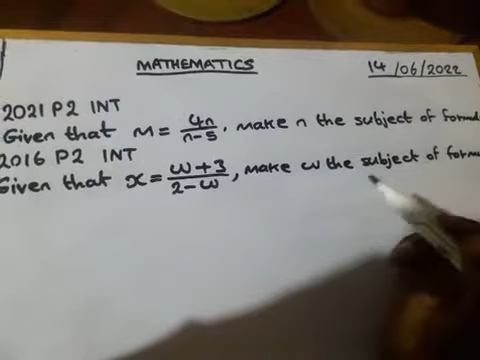 MATHEMATICS
14/06/2022
2021 P2 INT
Given that m = 4n/n-5, make n the subject of
2016 P2 INT
Given that x = w+3/2-w, make w the subject of